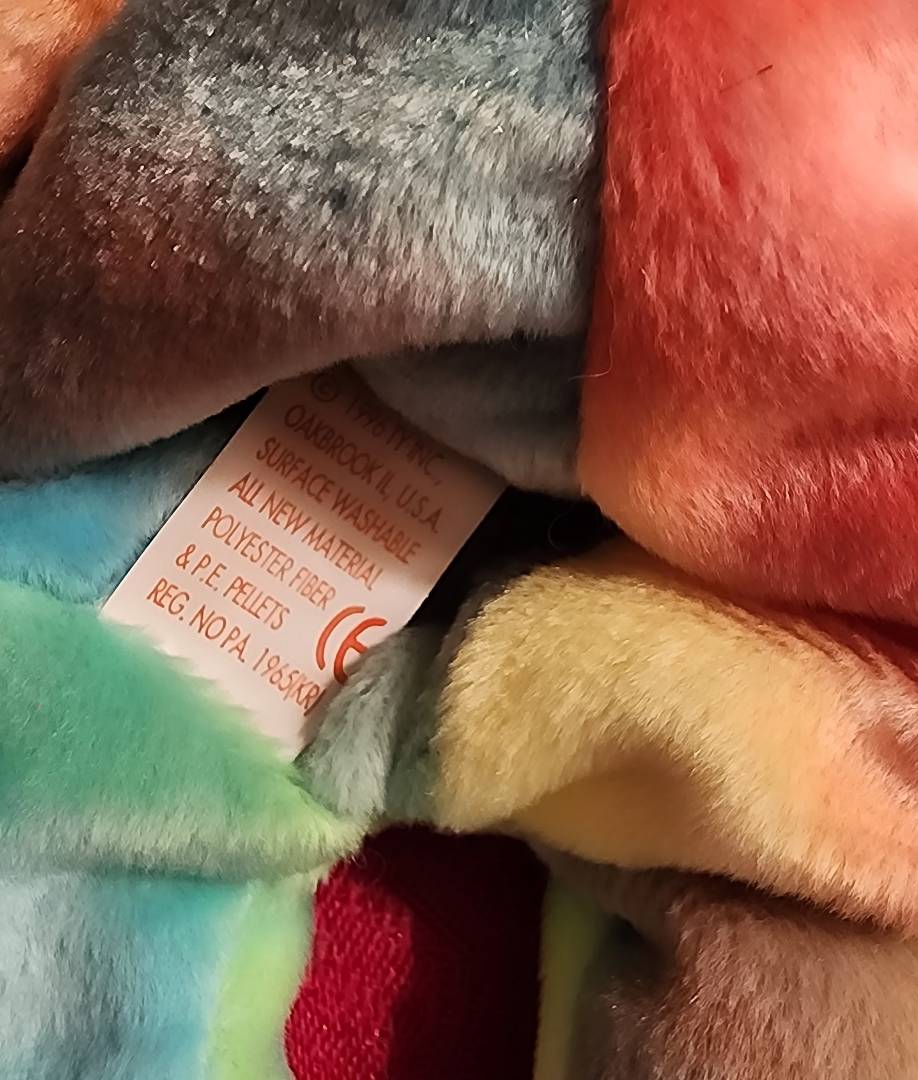 © 1996 TY INC.,
OAKBROOK IL, U.S.A.
SURFACE WASHABLE
ALL NEW MATERIAL
POLYESTER FIBER
& P.E. PELLETS CE
REG. NO PA. 1965(KR)